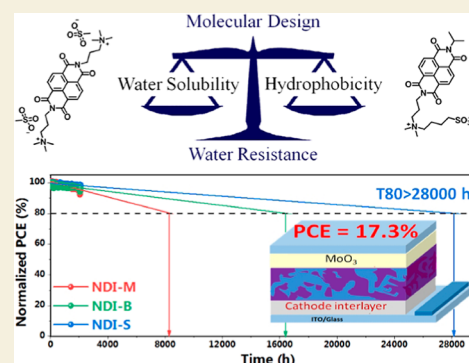 Molecular Design
Water Solubility
Hydrophobicity
Water Resistance
T80>28000 h
PCE = 17.3%
MoO₃
Cathode interlayer
ITO/Glass
NDI-M
NDI-B
NDI-S
Normalized PCE (%)
100
80
60
40
20
0
0 4000 8000 12000 16000 20000 24000 28000
Time (h)